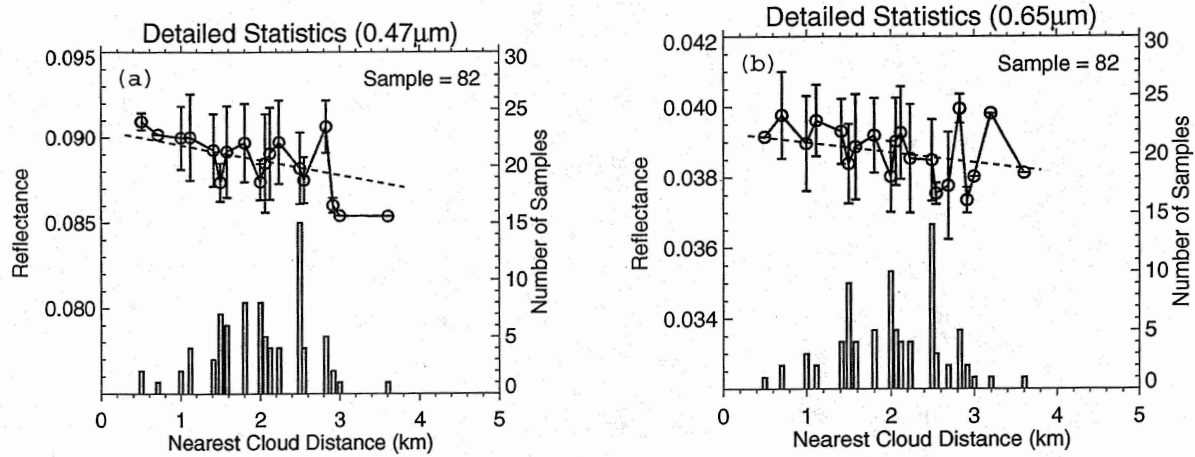 Detailed Statistics (0.47μm)
(a)
Sample = 82
0.095
0.090
0.085
0.080
Reflectance
30
25
20
15
10
5
0
Number of Samples
0 1 2 3 4 5
Nearest Cloud Distance (km)
Detailed Statistics (0.65μm)
(b)
Sample = 82
0.042
0.040
0.038
0.036
0.034
Reflectance
30
25
20
15
10
5
0
Number of Samples
0 1 2 3 4 5
Nearest Cloud Distance (km)